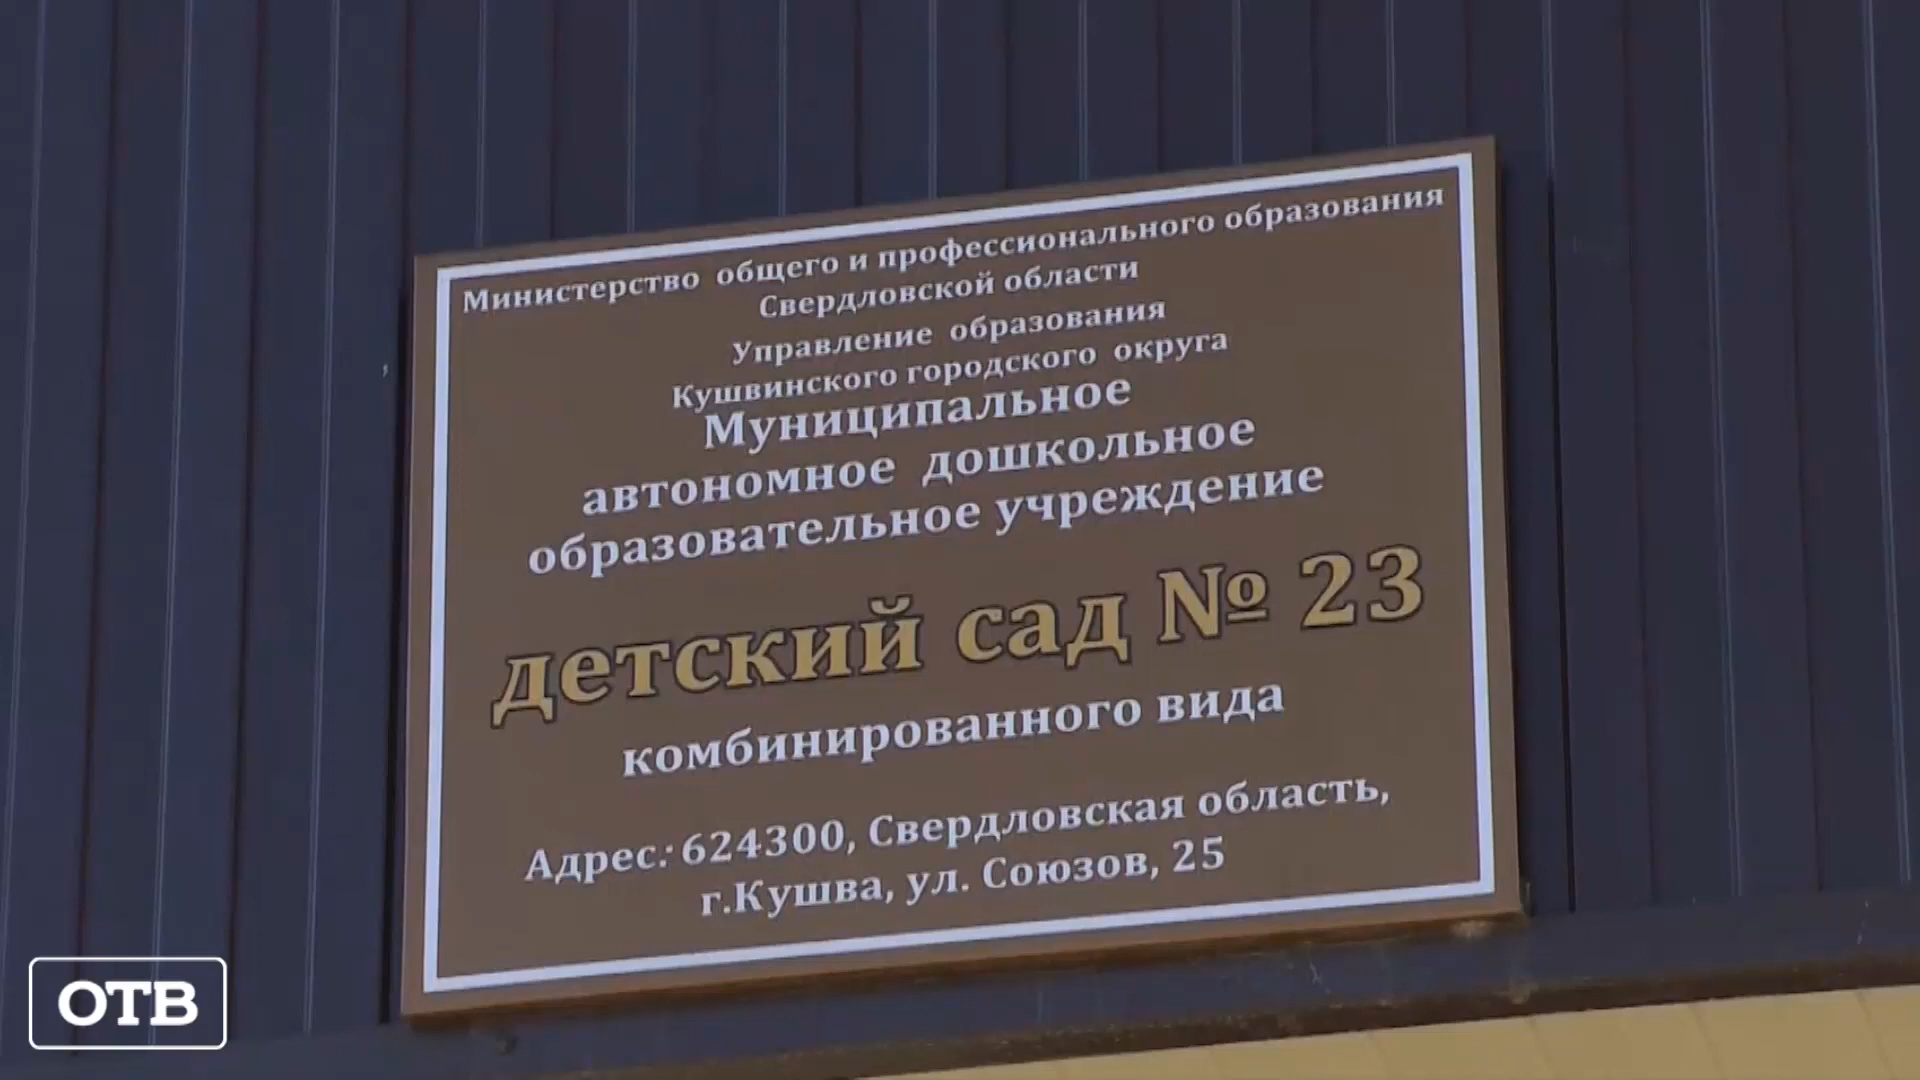 Министерство общего и профессионального образования
Свердловской области
Управление образования
Кушвинского городского округа
Муниципальное
автономное дошкольное
образовательное учреждение
детский сад № 23
комбинированного вида
Адрес: 624300, Свердловская область,
г.Кушва, ул. Союзов, 25
ОТВ